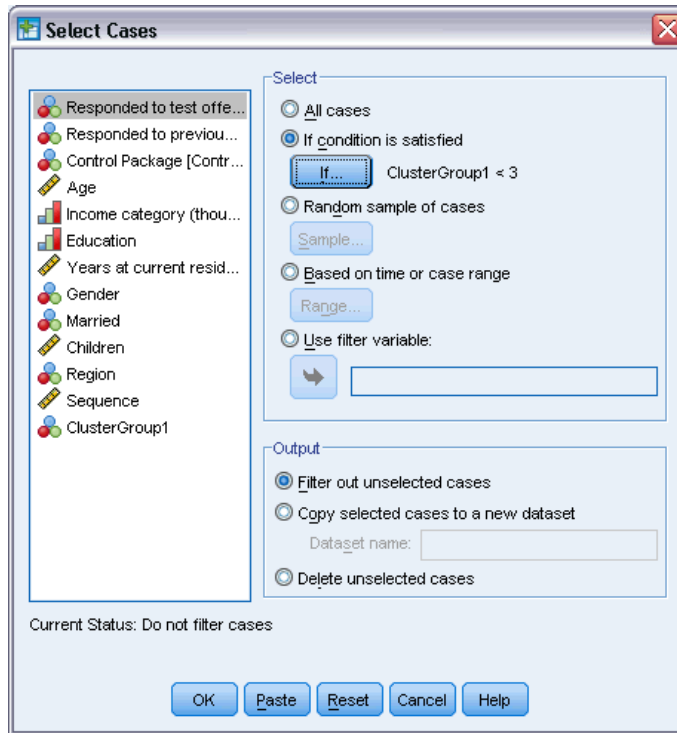 Select Cases
Responded to test offe...
Responded to previou...
Control Package [Contr...
Age
Income category (thou...
Education
Years at current resid...
Gender
Married
Children
Region
Sequence
ClusterGroup1
Current Status: Do not filter cases
Select
All cases
If condition is satisfied
If... ClusterGroup1 < 3
Random sample of cases
Sample...
Based on time or case range
Range...
Use filter variable:
Output
Filter out unselected cases
Copy selected cases to a new dataset
Dataset name:
Delete unselected cases
OK Paste Reset Cancel Help